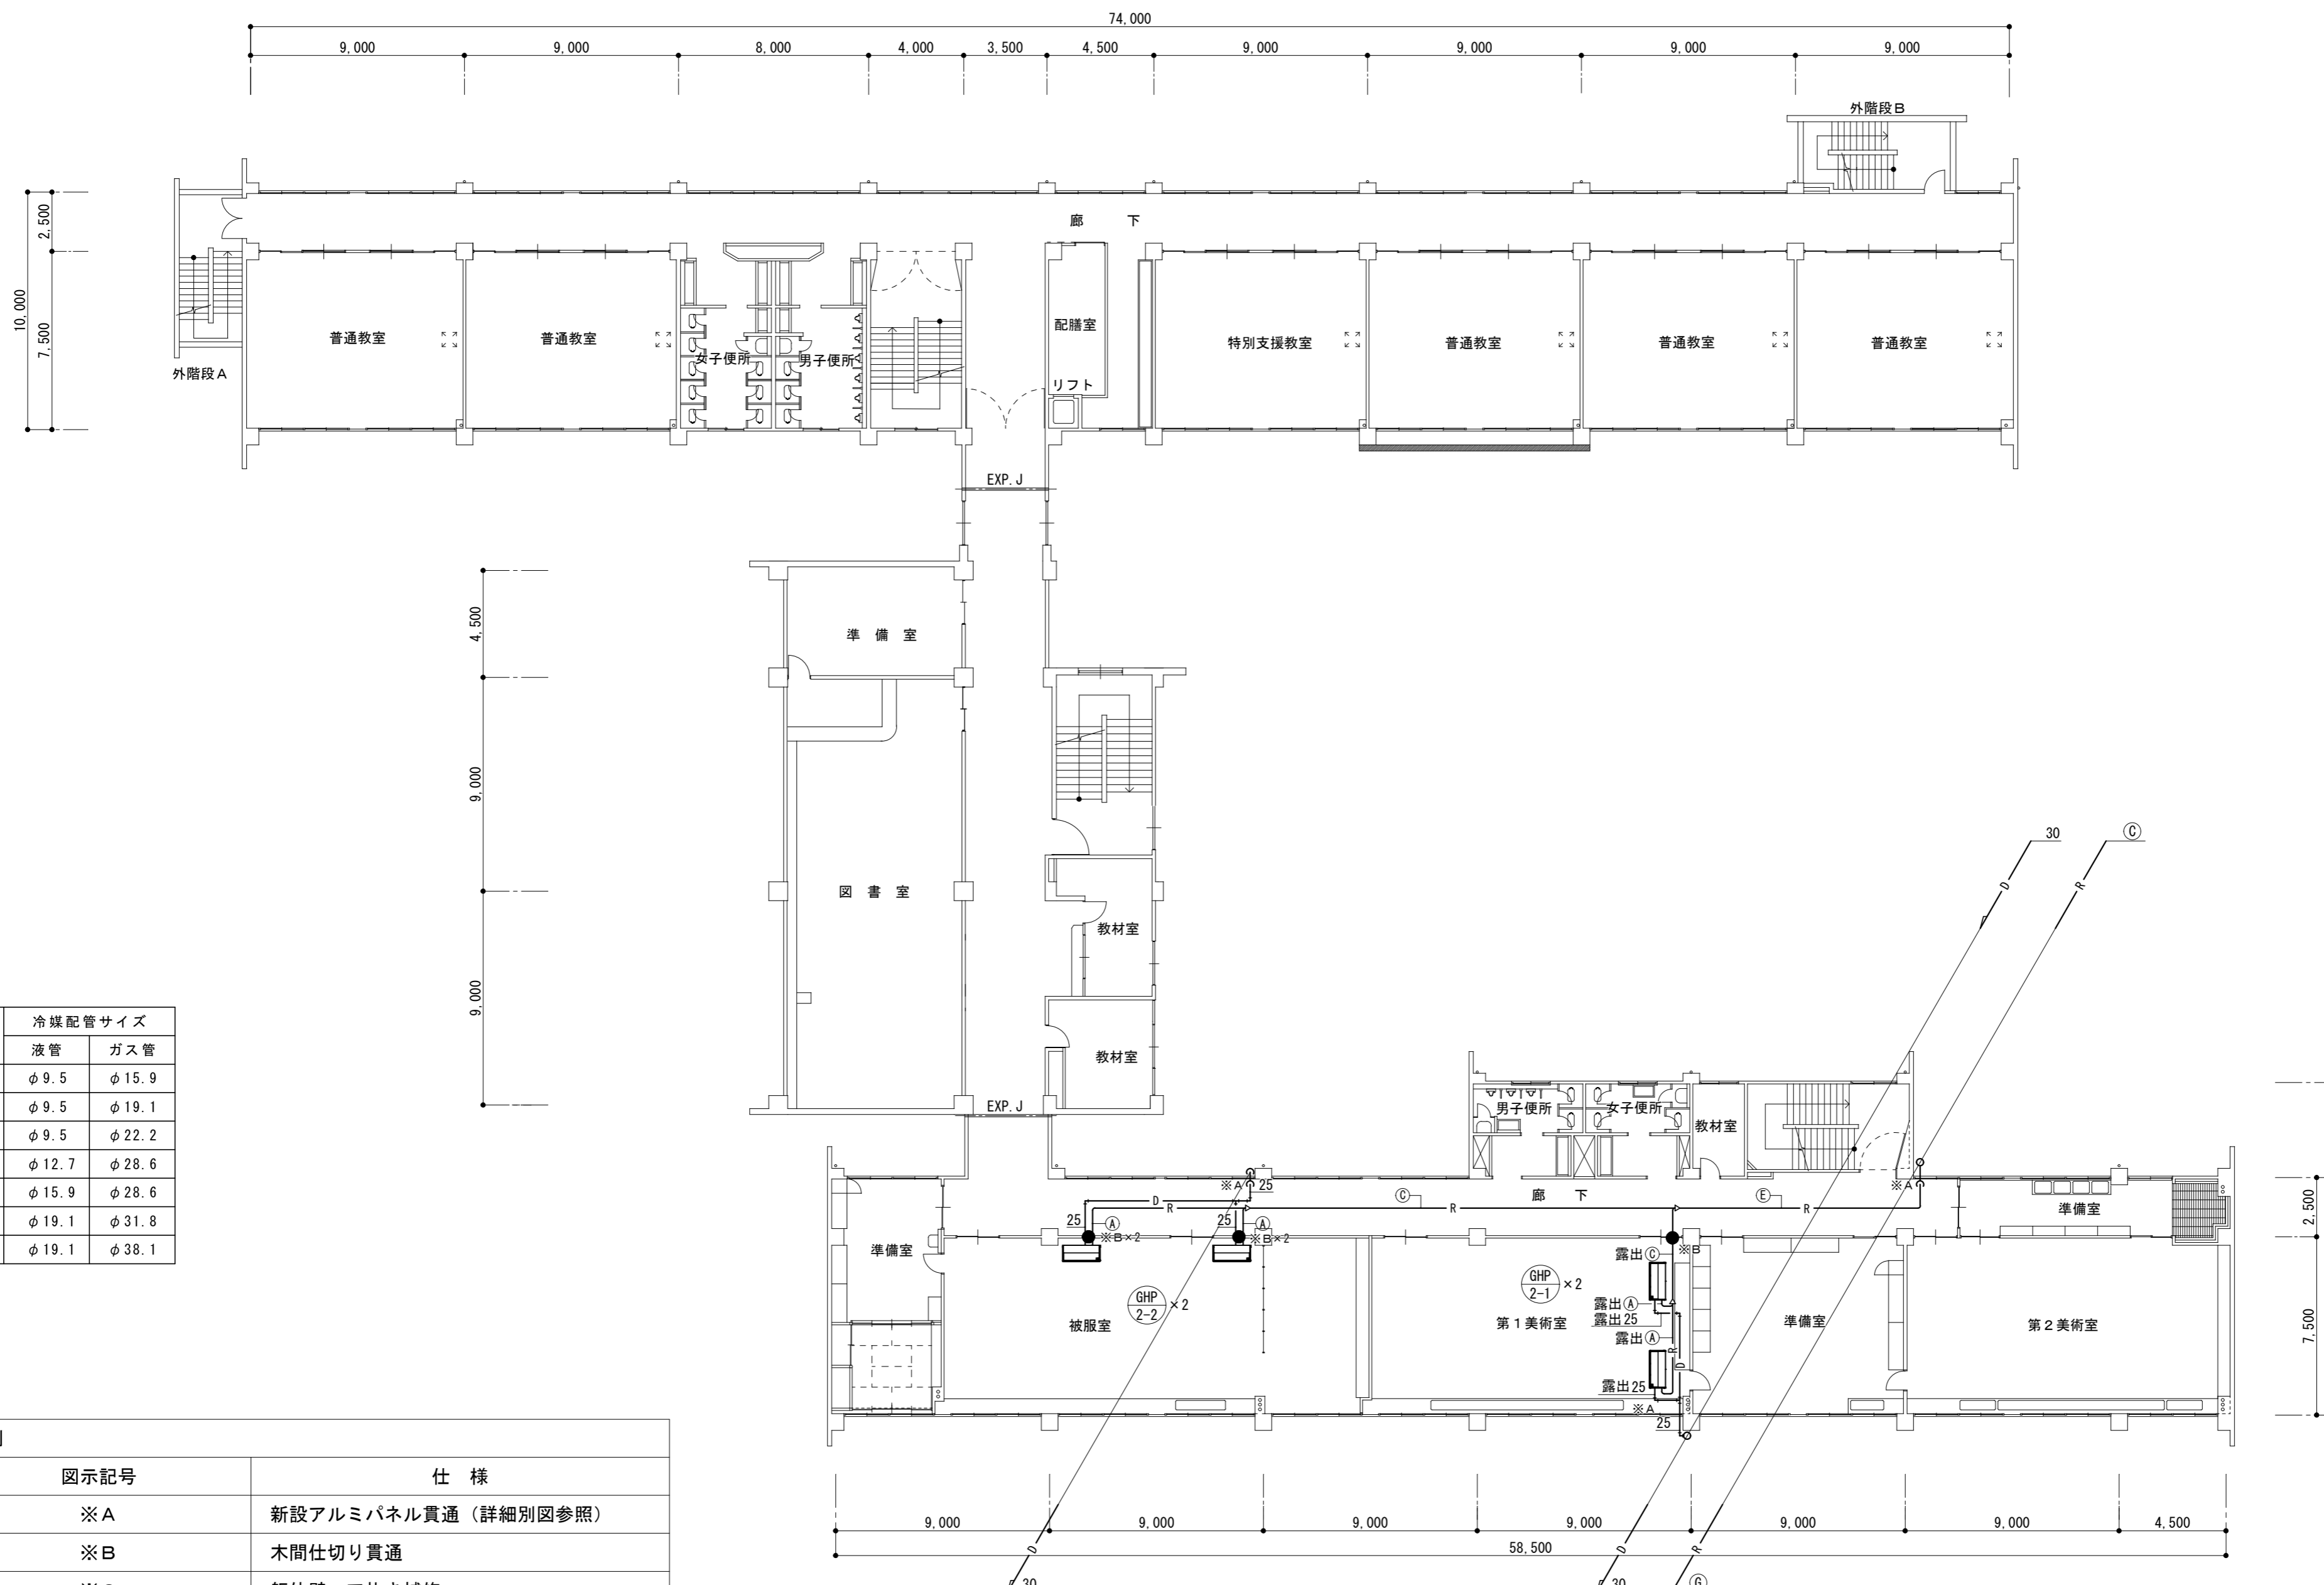 74,000
9,000 9,000 8,000 4,000 3,500 4,500 9,000 9,000 9,000 9,000
外階段B
2,500
7,500
10,000
廊 下
外階段A
普通教室
普通教室
女子便所
男子便所
配膳室
リフト
特別支援教室
普通教室
普通教室
普通教室
EXP.J
4,500
9,000
9,000
準 備 室
図 書 室
教材室
教材室
EXP.J
30
Ⓒ
D
R
冷媒配管サイズ
液管 ガス管
φ9.5 φ15.9
φ9.5 φ19.1
φ9.5 φ22.2
φ12.7 φ28.6
φ15.9 φ28.6
φ19.1 φ31.8
φ19.1 φ38.1
男子便所
女子便所
教材室
※A
25
D
R
Ⓒ
R
廊 下
Ⓔ
R
※A
準備室
25
Ⓐ
※B×2
25
Ⓐ
※B×2
※B
準備室
露出Ⓒ
GHP
2-2
×2
GHP
2-1
×2
露出Ⓐ
露出25
露出Ⓐ
R
D
露出25
※A
25
被服室
第1美術室
準備室
第2美術室
2,500
7,500
図示記号 仕 様
※A 新設アルミパネル貫通（詳細別図参照）
※B 木間仕切り貫通
9,000 9,000 9,000 9,000 9,000 9,000 4,500
58,500
D
30
D
30
R
Ⓖ